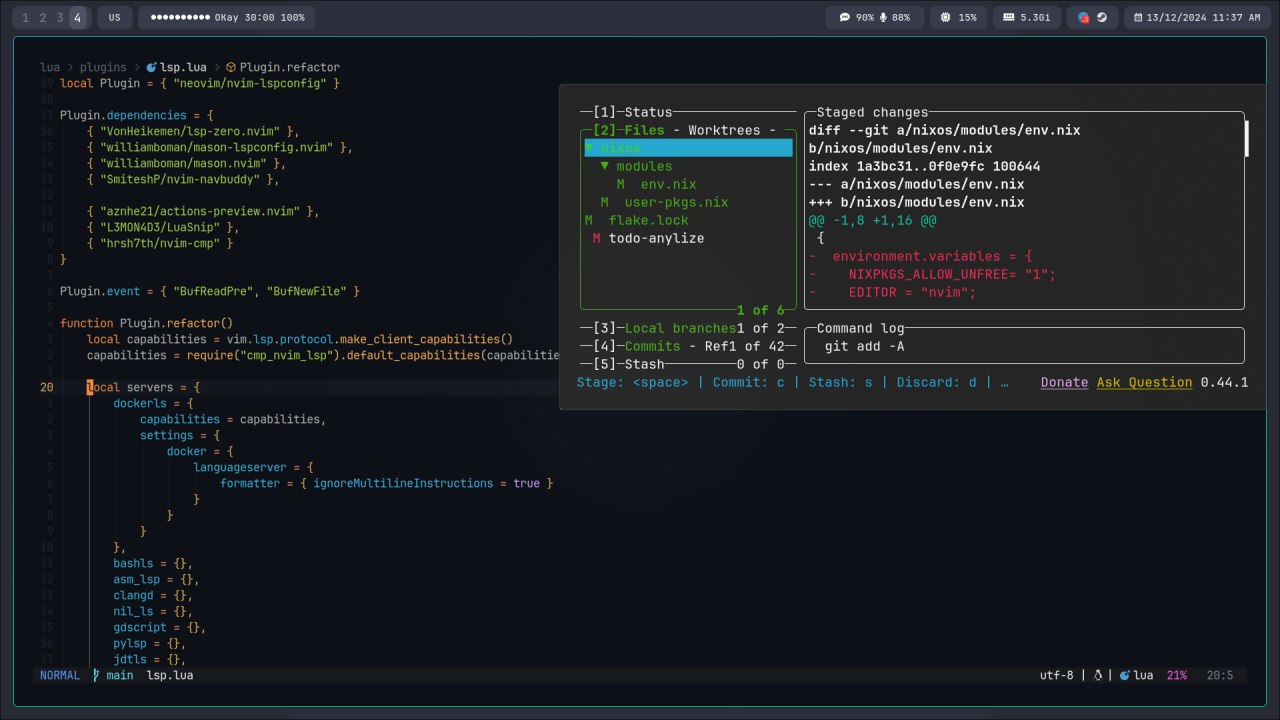 1 2 3 4 US ●●●●●●●●●● OKay 30:00 100% 90% 88% 15% 5.3Gi 13/12/2024 11:37 AM
lua > plugins > lsp.lua > Plugin.refactor
19 local Plugin = { "neovim/nvim-lspconfig" }
18
17 Plugin.dependencies = {
16 { "VonHeikemen/lsp-zero.nvim" },
15 { "williamboman/mason-lspconfig.nvim" },
14 { "williamboman/mason.nvim" },
13 { "SmiteshP/nvim-navbuddy" },
12
11 { "aznhe21/actions-preview.nvim" },
10 { "L3MON4D3/LuaSnip" },
9 { "hrsh7th/nvim-cmp" }
8 }
7
6 Plugin.event = { "BufReadPre", "BufNewFile" }
5
4 function Plugin.refactor()
3 local capabilities = vim.lsp.protocol.make_client_capabilities()
2 capabilities = require("cmp_nvim_lsp").default_capabilities(capabilitie
1
20 local servers = {
1 dockerls = {
2 capabilities = capabilities,
3 settings = {
4 docker = {
5 languageserver = {
6 formatter = { ignoreMultilineInstructions = true }
7 }
8 }
9 }
10 },
11 bashls = {},
12 asm_lsp = {},
13 clangd = {},
14 nil_ls = {},
15 gdscript = {},
16 pylsp = {},
17 jdtls = {},
NORMAL main lsp.lua utf-8 | | lua 21% 20:5
[1]─Status
[2]─Files - Worktrees -
▼ nixos
▼ modules
M env.nix
M user-pkgs.nix
M flake.lock
M todo-anylize
1 of 6
[3]─Local branches1 of 2
[4]─Commits - Ref1 of 42
[5]─Stash 0 of 0
Staged changes
diff --git a/nixos/modules/env.nix
b/nixos/modules/env.nix
index 1a3bc31..0f0e9fc 100644
--- a/nixos/modules/env.nix
+++ b/nixos/modules/env.nix
@@ -1,8 +1,16 @@
{
- environment.variables = {
- NIXPKGS_ALLOW_UNFREE= "1";
- EDITOR = "nvim";
Command log
git add -A
Stage: <space> | Commit: c | Stash: s | Discard: d | … Donate Ask Question 0.44.1